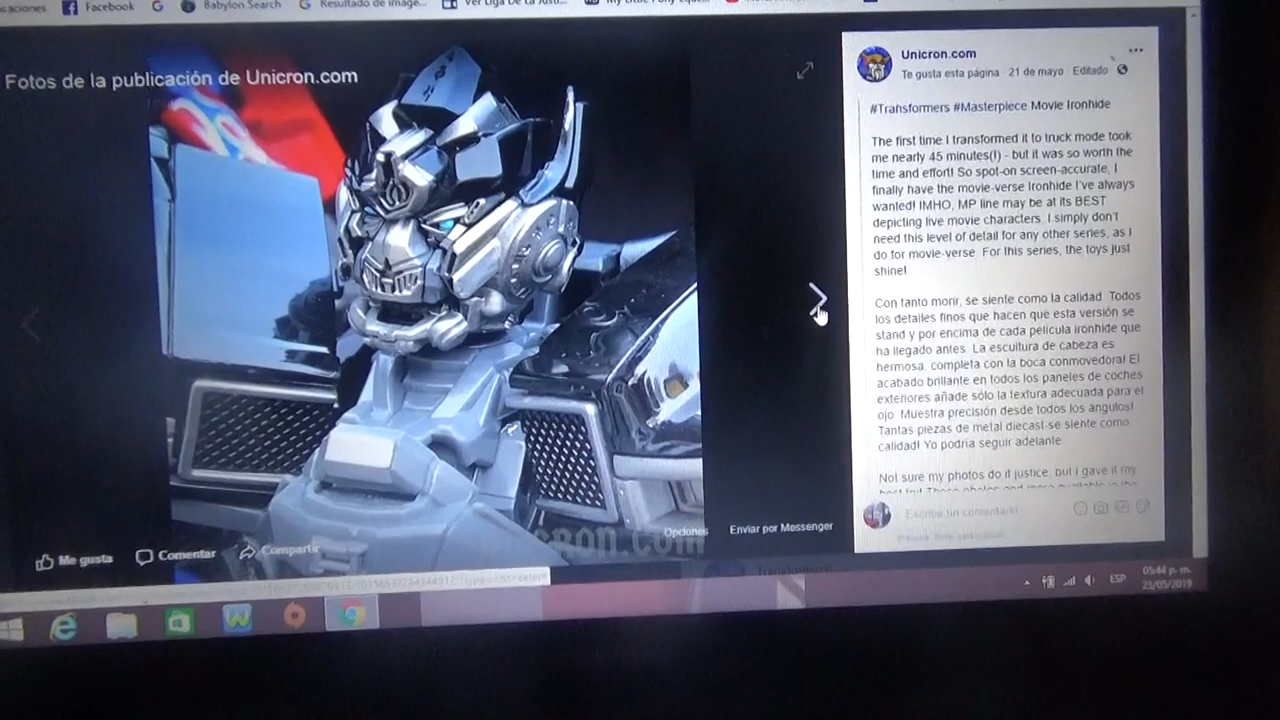 Facebook
Babylon Search
Resultado de image...
Ver Liga De La Justi...
Fotos de la publicación de Unicron.com
Unicron.com
Te gusta esta página · 21 de mayo · Editado
#Transformers #Masterpiece Movie Ironhide
The first time I transformed it to truck mode took
me nearly 45 minutes(!) - but it was so worth the
time and effort! So spot-on screen-accurate, I
finally have the movie-verse Ironhide I've always
wanted! IMHO, MP line may be at its BEST
depicting live movie characters. I simply don't
need this level of detail for any other series, as I
do for movie-verse. For this series, the toys just
shine!
Con tanto morir, se siente como la calidad. Todos
los detalles finos que hacen que esta versión se
stand y por encima de cada película ironhide que
ha llegado antes. La escultura de cabeza es
hermosa, completa con la boca conmovedora! El
acabado brillante en todos los paneles de coches
exteriores añade sólo la textura adecuada para el
ojo. Muestra precisión desde todos los ángulos!
Tantas piezas de metal diecast-se siente como
calidad! Yo podría seguir adelante
Not sure my photos do it justice, but I gave it my
Escribe un comentario
Opciones
Enviar por Messenger
Me gusta
Comentar
Compartir
Transformers
ESP
05:44 p. m.
23/05/2019